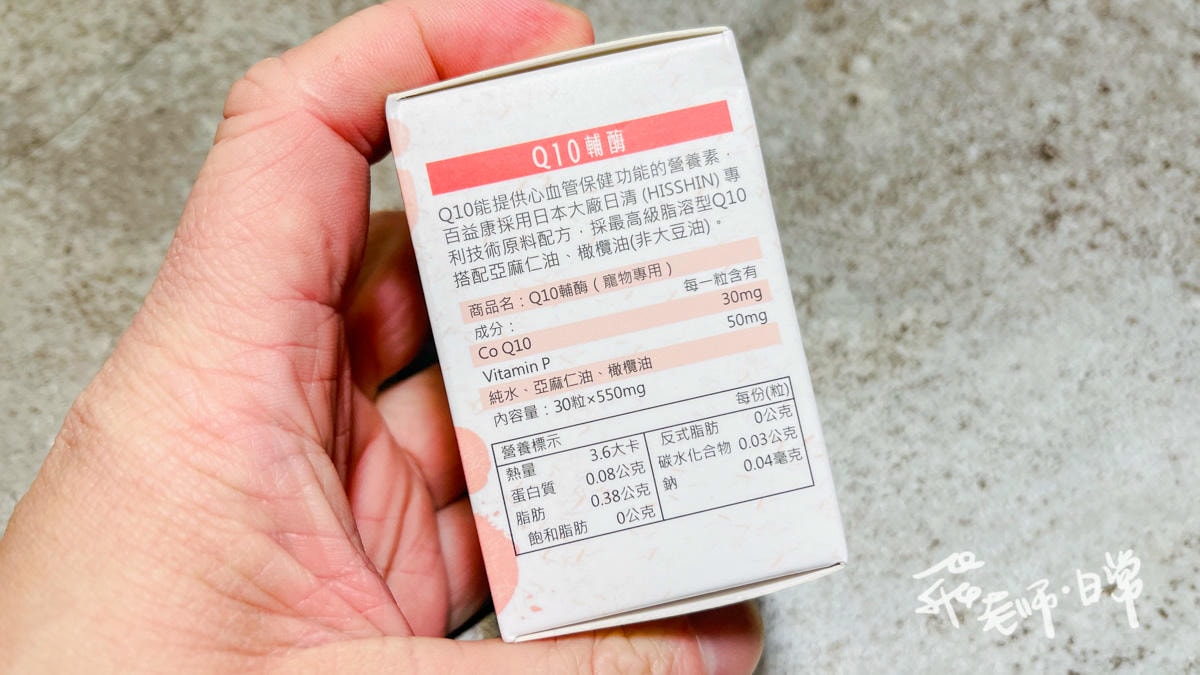 Q10輔酶
Q10能提供心血管保健功能的營養素，
百益康採用日本大廠日清 (HISSHIN) 專
利技術原料配方，採最高級脂溶型Q10
搭配亞麻仁油、橄欖油(非大豆油)。
商品名：Q10輔酶 ( 寵物專用 )
成分： 每一粒含有
Co Q10 30mg
Vitamin P 50mg
純水、亞麻仁油、橄欖油
內容量：30粒×550mg
營養標示 每份(粒)
熱量 3.6大卡 反式脂肪 0公克
蛋白質 0.08公克 碳水化合物 0.03公克
脂肪 0.38公克 鈉 0.04毫克
飽和脂肪 0公克
飛老師·日常